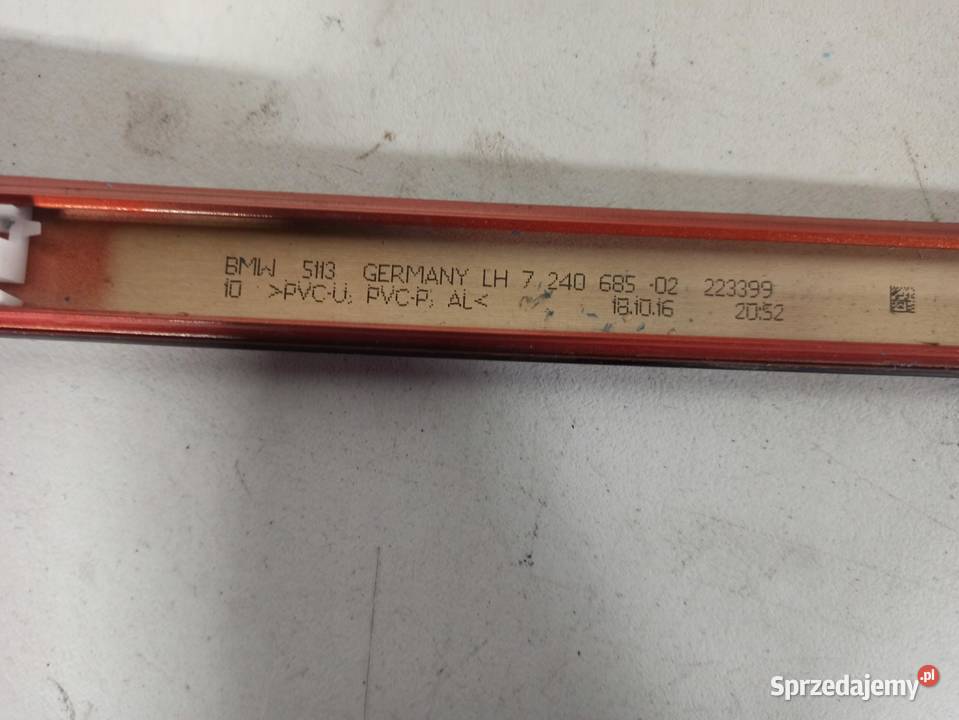 BMW 5113 GERMANY LH 7 240 685 -02 223399
10 >PVC-U, PVC-P, AL< 18.10.16 20:52
Sprzedajemy.pl